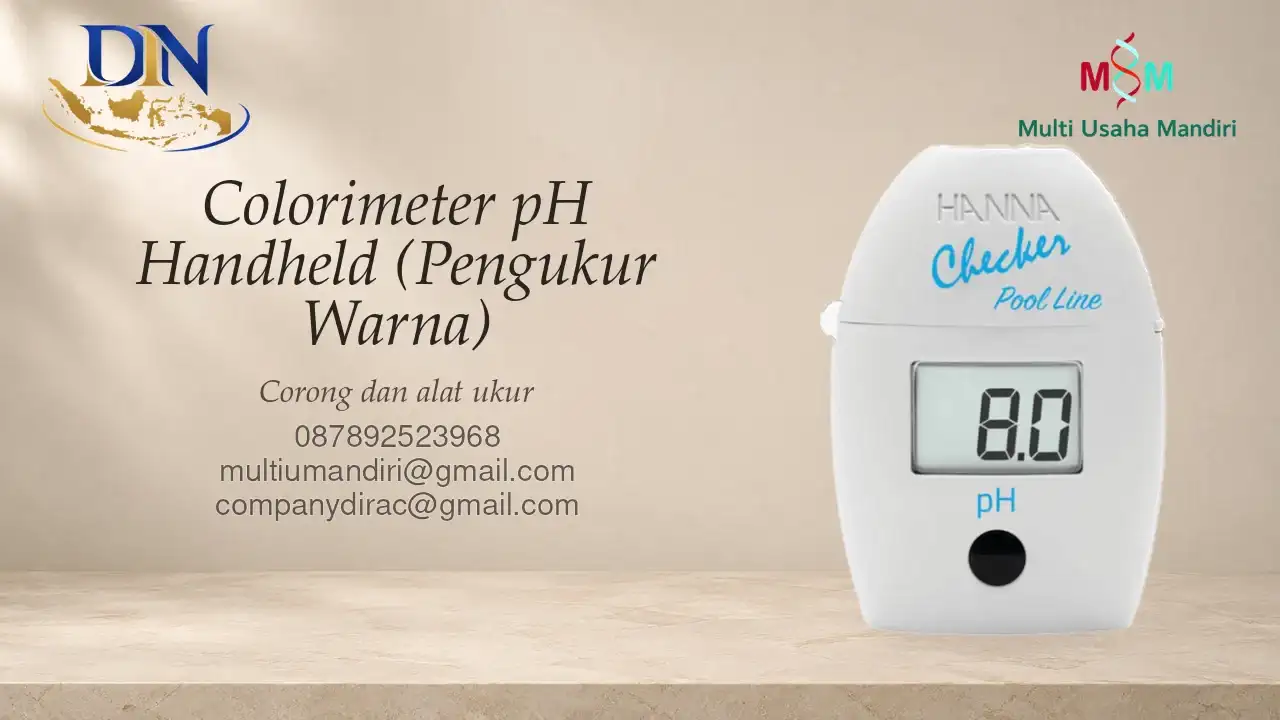 DIN
MSM
Multi Usaha Mandiri
Colorimeter pH
Handheld (Pengukur
Warna)
Corong dan alat ukur
087892523968
multiumandiri@gmail.com
companydirac@gmail.com
HANNA
Checker
Pool Line
8.0
pH